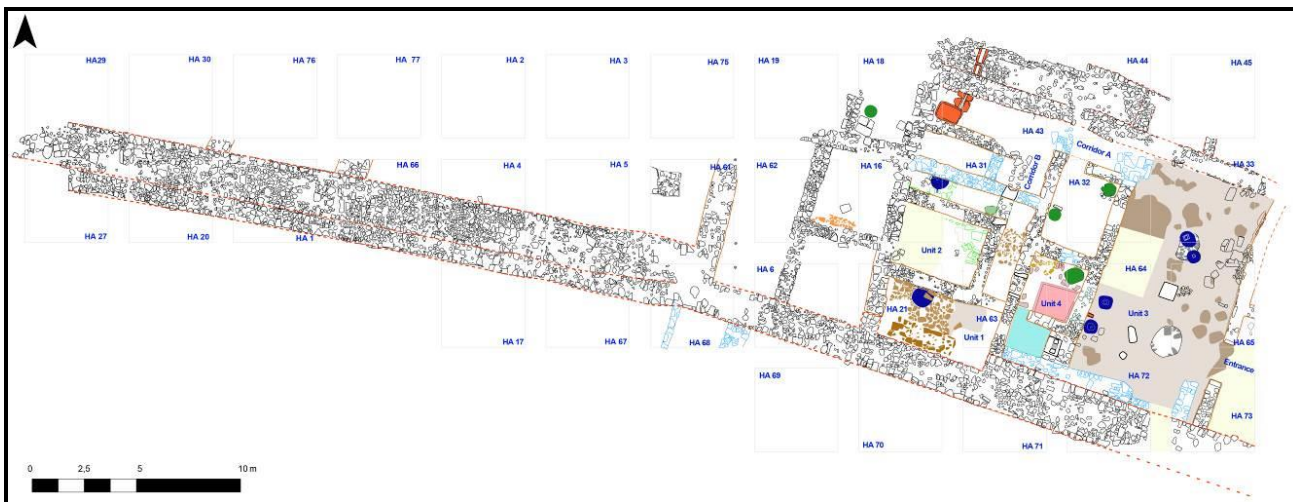 HA29
HA 30
HA 76
HA 77
HA 2
HA 3
HA 75
HA 19
HA 18
HA 44
HA 45
HA 43
Corridor A
HA 66
HA 4
HA 5
HA 61
HA 62
HA 16
HA 31
Corridor B
HA 32
HA 33
HA 27
HA 20
HA 1
HA 6
Unit 2
HA 64
HA 21
Unit 4
Unit 3
HA 63
Unit 1
HA 17
HA 67
HA 68
HA 65
Entrance
HA 69
HA 72
HA 73
HA 70
HA 71
0 2,5 5 10 m